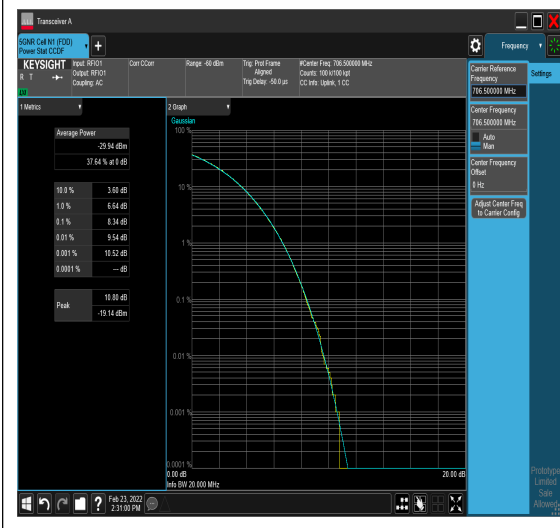 Transceiver A
5GNR Cell N1 (FDD)
Power Stat CCDF
Frequency
KEYSIGHT
R T
Input: RFIO1
Output: RFIO1
Coupling: AC
Corr CCorr
Range: -60 dBm
Trig: Prot Frame
Aligned
Trig Delay: -50.0 µs
#Center Freq: 706.500000 MHz
Counts: 100 k/100 kpt
CC Info: Uplink, 1 CC
1 Metrics
Average Power
-29.94 dBm
37.64 % at 0 dB
10.0 % 3.60 dB
1.0 % 6.64 dB
0.1 % 8.34 dB
0.01 % 9.54 dB
0.001 % 10.52 dB
0.0001 % --- dB
Peak
10.80 dB
-19.14 dBm
2 Graph
Gaussian
100 %
10 %
1 %
0.1 %
0.01 %
0.001 %
0.0001 %
0.00 dB 20.00 dB
Info BW 20.000 MHz
Carrier Reference
Frequency
706.500000 MHz
Settings
Center Frequency
706.500000 MHz
Auto
Man
Center Frequency
Offset
0 Hz
Adjust Center Freq
to Carrier Config
Prototype
Limited
Sale
Allowed
?
Feb 23, 2022
2:31:00 PM